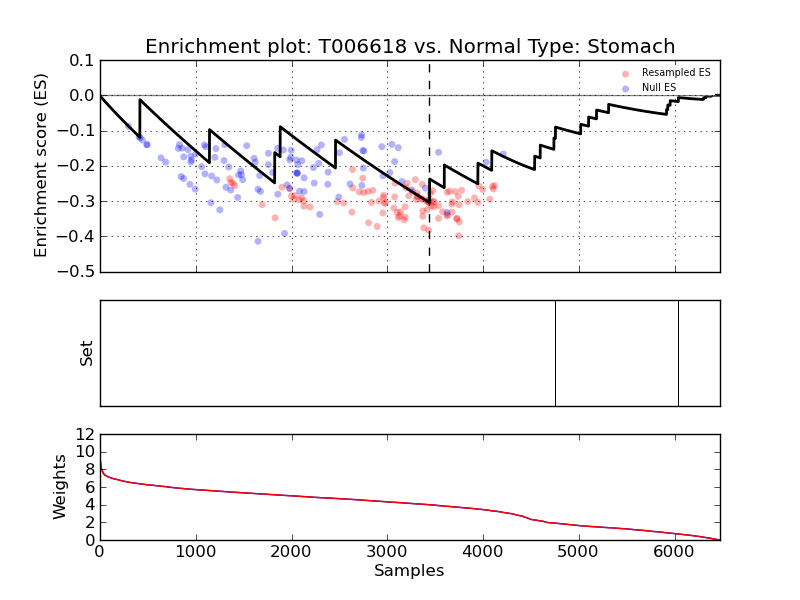 Enrichment plot: T006618 vs. Normal Type: Stomach
Enrichment score (ES)
0.1
0.0
−0.1
−0.2
−0.3
−0.4
−0.5
Resampled ES
Null ES
Set
Weights
12
10
8
6
4
2
0
0 1000 2000 3000 4000 5000 6000
Samples